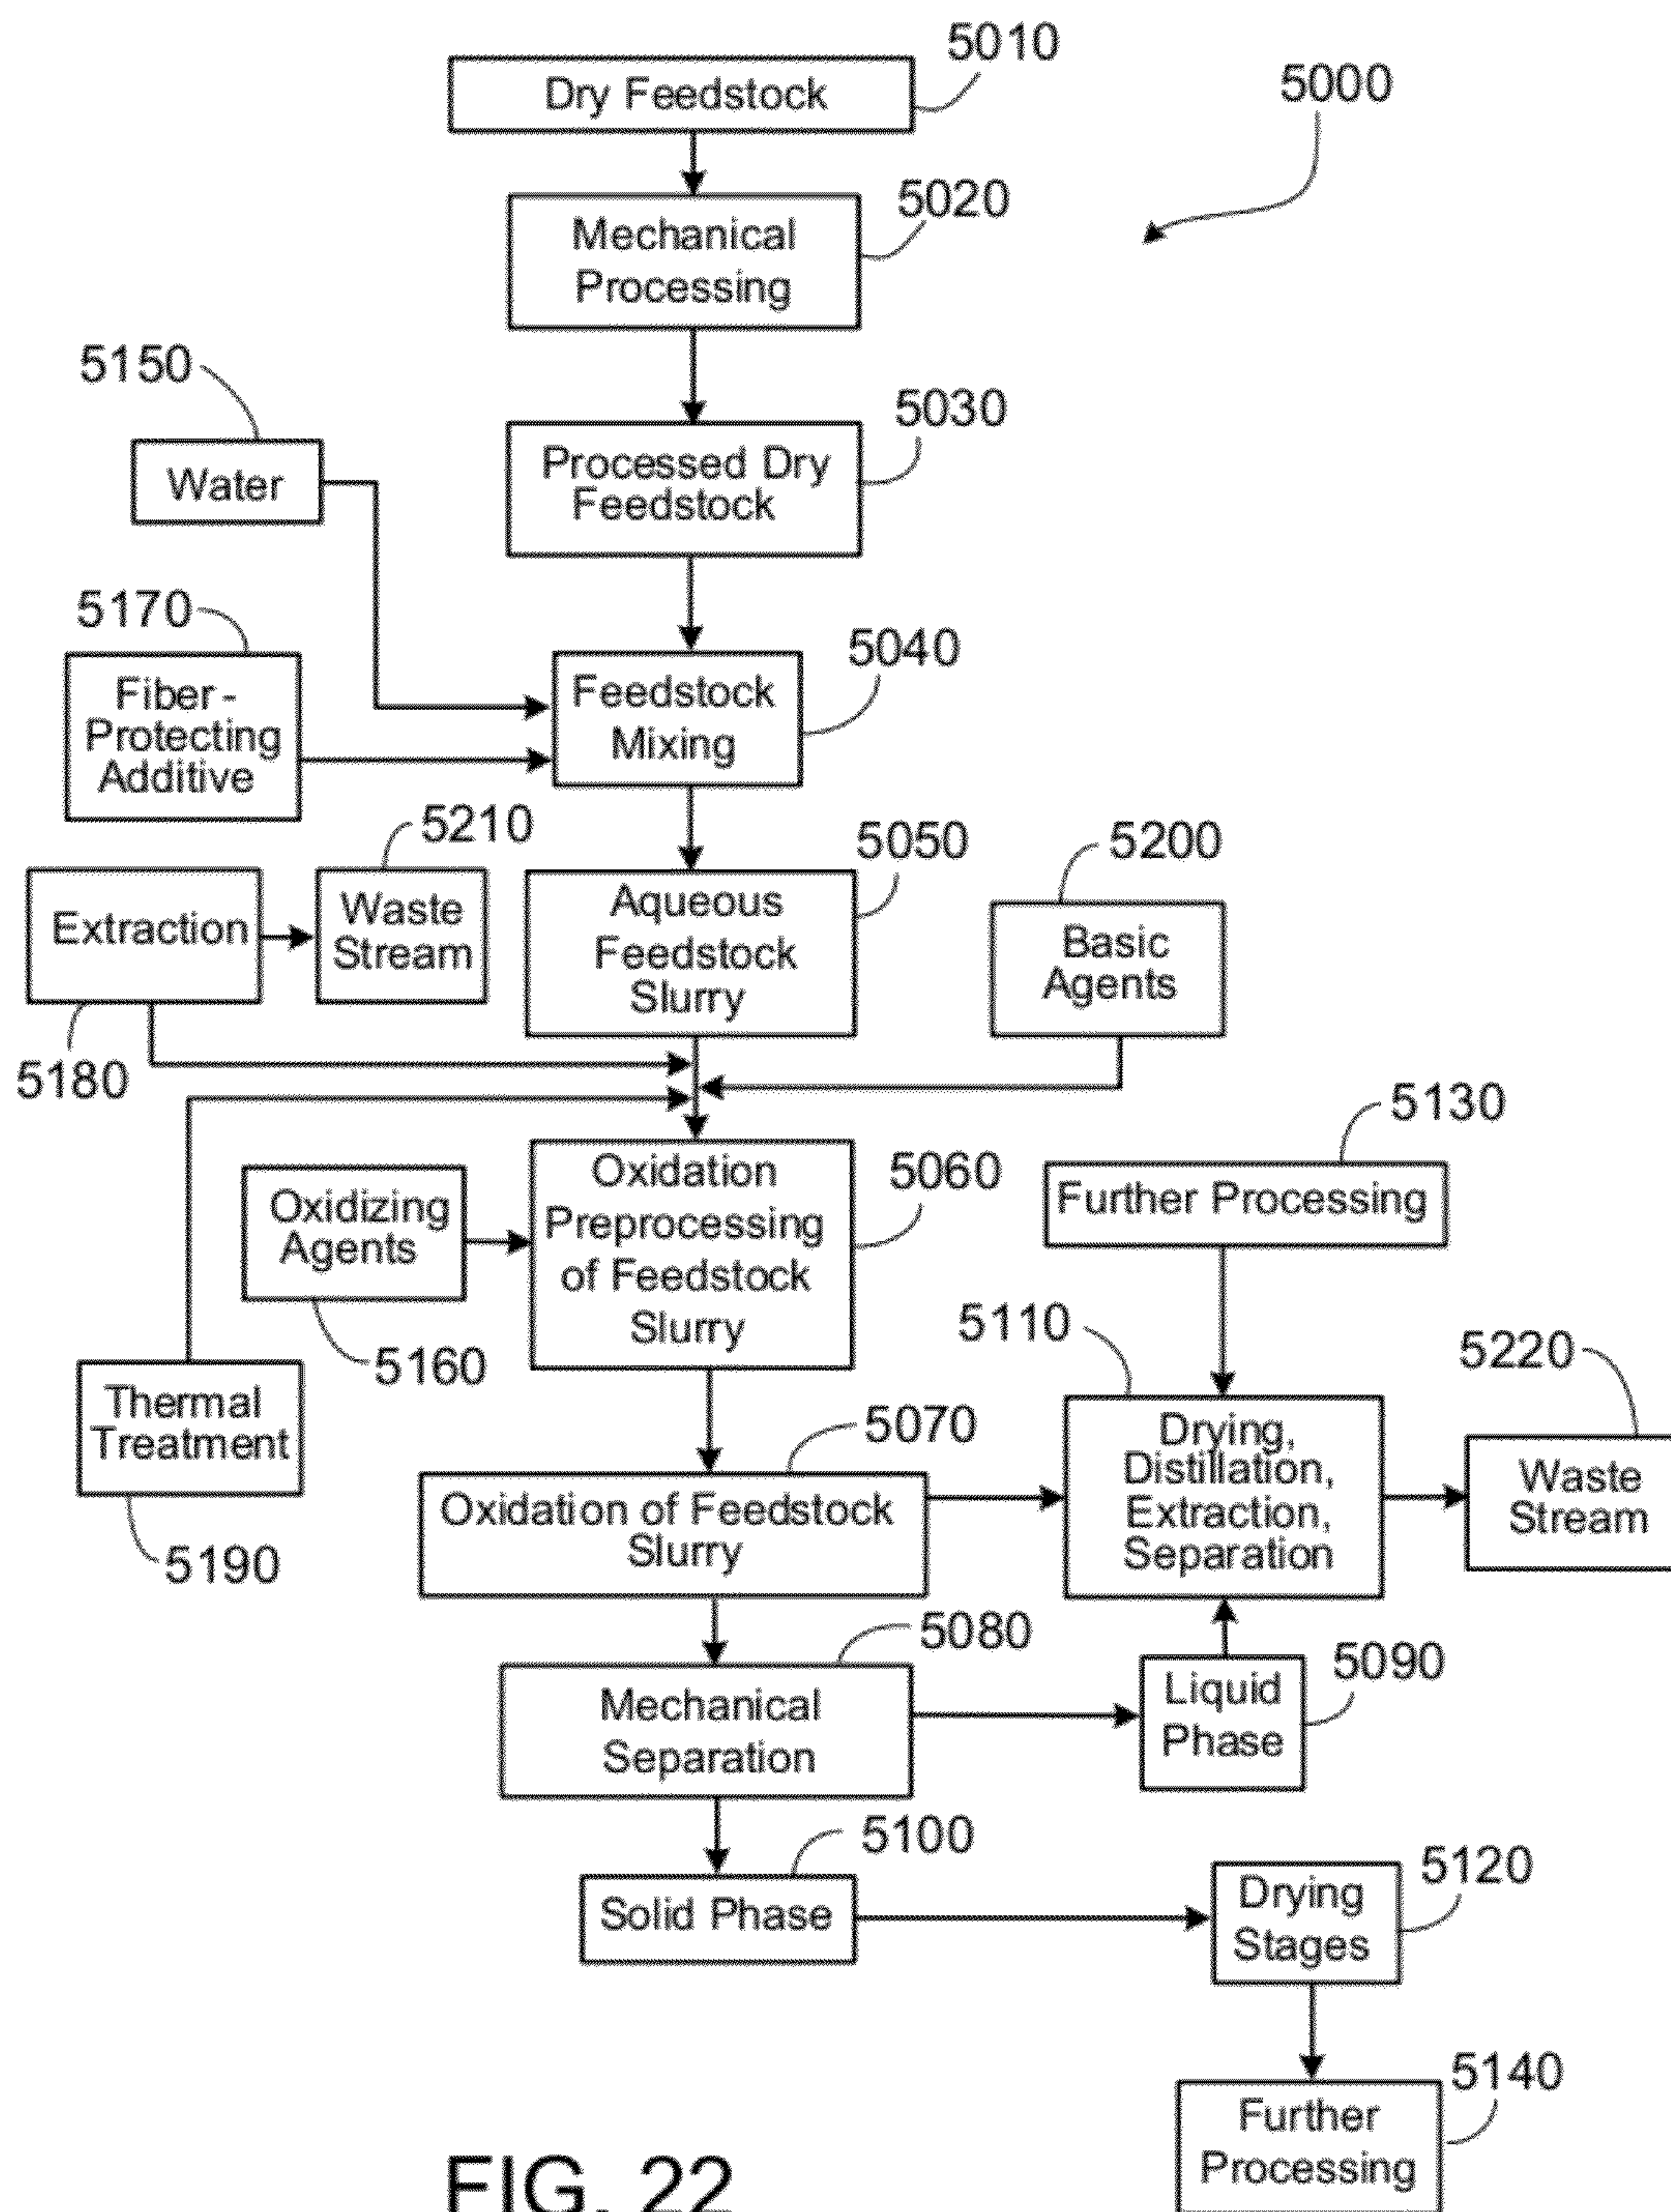 5010
Dry Feedstock
5000
5020
Mechanical
Processing
5150
5030
Water
Processed Dry
Feedstock
5170
5040
Fiber-
Protecting
Additive
Feedstock
Mixing
5210
5050
5200
Extraction
Waste
Stream
Aqueous
Feedstock
Slurry
Basic
Agents
5180
5130
Oxidizing
Agents
Oxidation
Preprocessing
of Feedstock
Slurry
5060
Further Processing
5160
5110
5220
Thermal
Treatment
5070
Drying,
Distillation,
Extraction,
Separation
Waste
Stream
5190
Oxidation of Feedstock
Slurry
5080
5090
Mechanical
Separation
Liquid
Phase
5100
5120
Solid Phase
Drying
Stages
5140
Further
Processing
FIG. 22